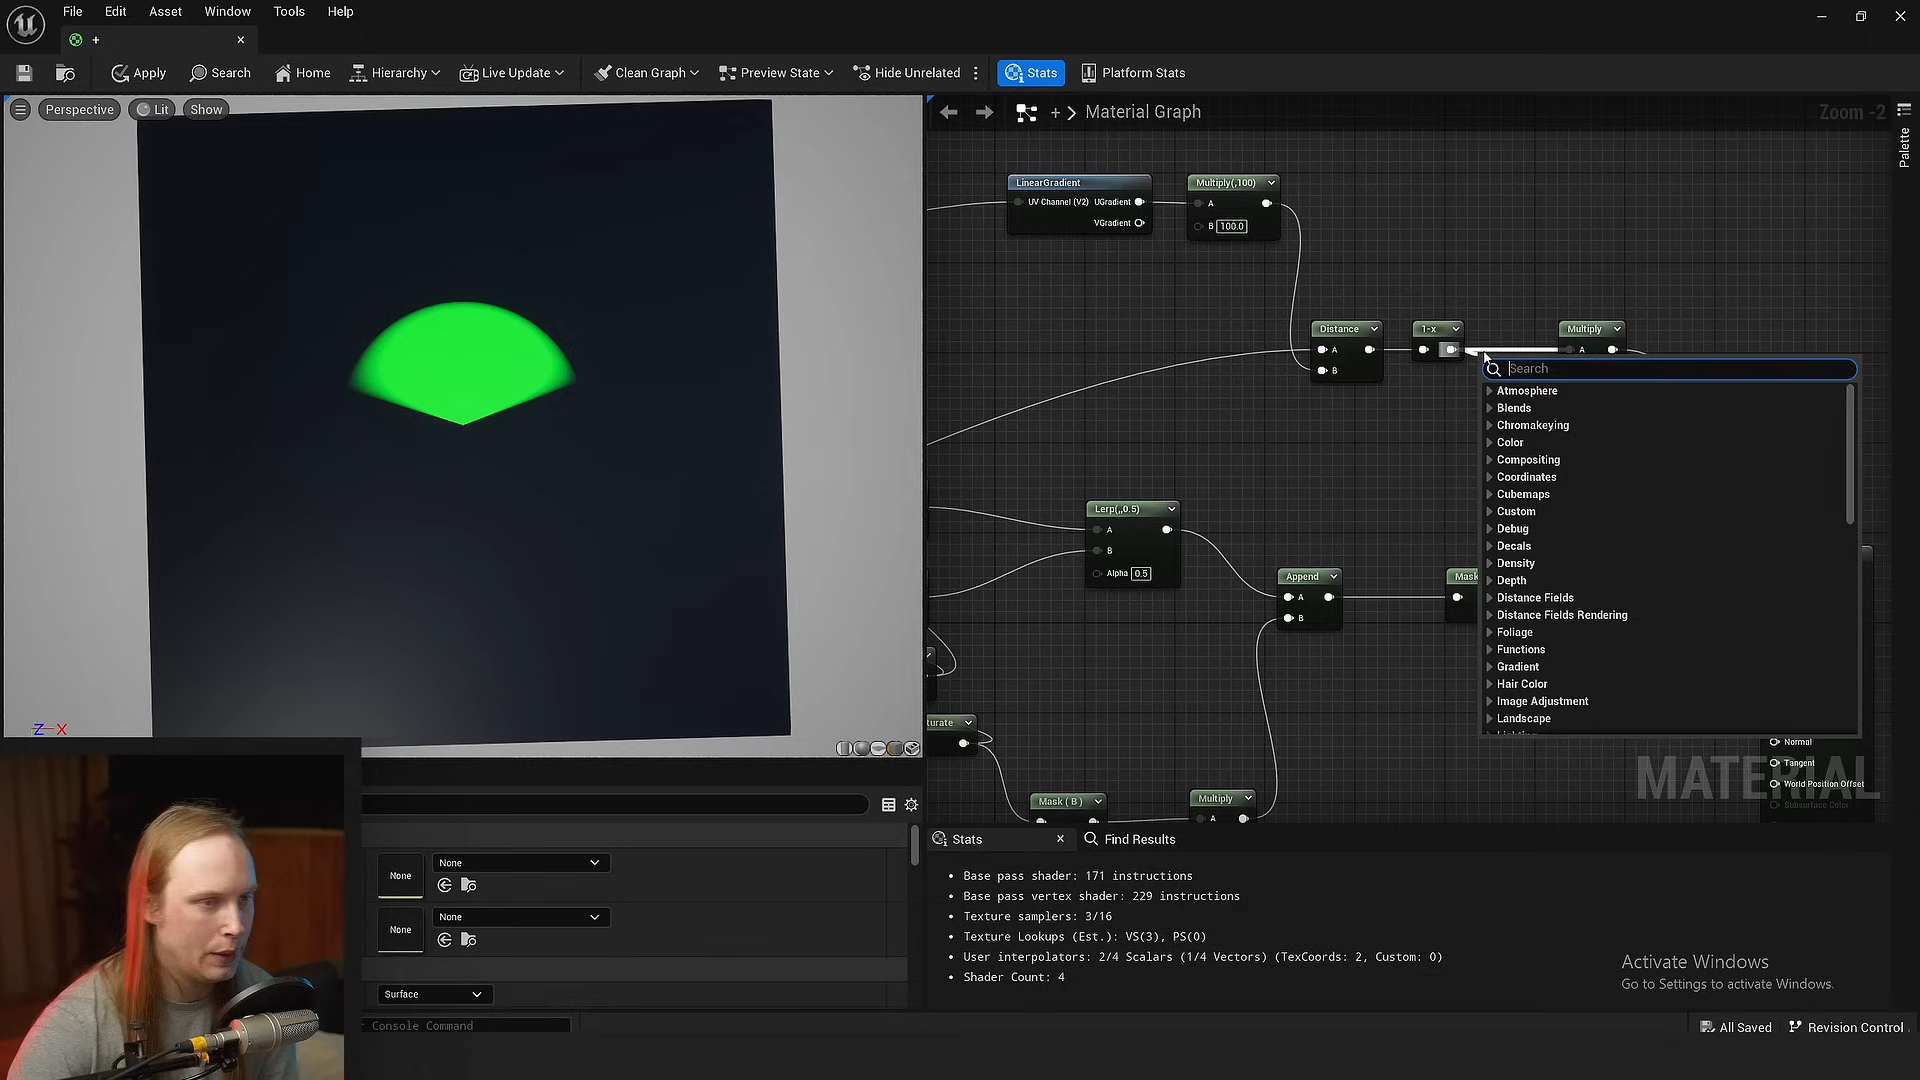 File Edit Asset Window Tools Help
+
Apply Search Home Hierarchy Live Update Clean Graph Preview State Hide Unrelated Stats Platform Stats
Perspective Lit Show
+ Material Graph
Zoom -2
Palette
LinearGradient
UV Channel (V2) UGradient
VGradient
Multiply(,100)
A
B 100.0
Distance
A
B
1-x
Multiply
A
Search
Atmosphere
Blends
Chromakeying
Color
Compositing
Coordinates
Cubemaps
Custom
Debug
Decals
Density
Depth
Distance Fields
Distance Fields Rendering
Foliage
Functions
Gradient
Hair Color
Image Adjustment
Landscape
Lerp(,,0.5)
A
B
Alpha 0.5
Append
A
B
Mask
urate
Mask ( B )
Multiply
A
Normal
Tangent
World Position Offset
Subsurface Color
MATERIAL
Z X
None None
None None
Surface
Console Command
Stats
Find Results
• Base pass shader: 171 instructions
• Base pass vertex shader: 229 instructions
• Texture samplers: 3/16
• Texture Lookups (Est.): VS(3), PS(0)
• User interpolators: 2/4 Scalars (1/4 Vectors) (TexCoords: 2, Custom: 0)
• Shader Count: 4
Activate Windows
Go to Settings to activate Windows.
All Saved Revision Control